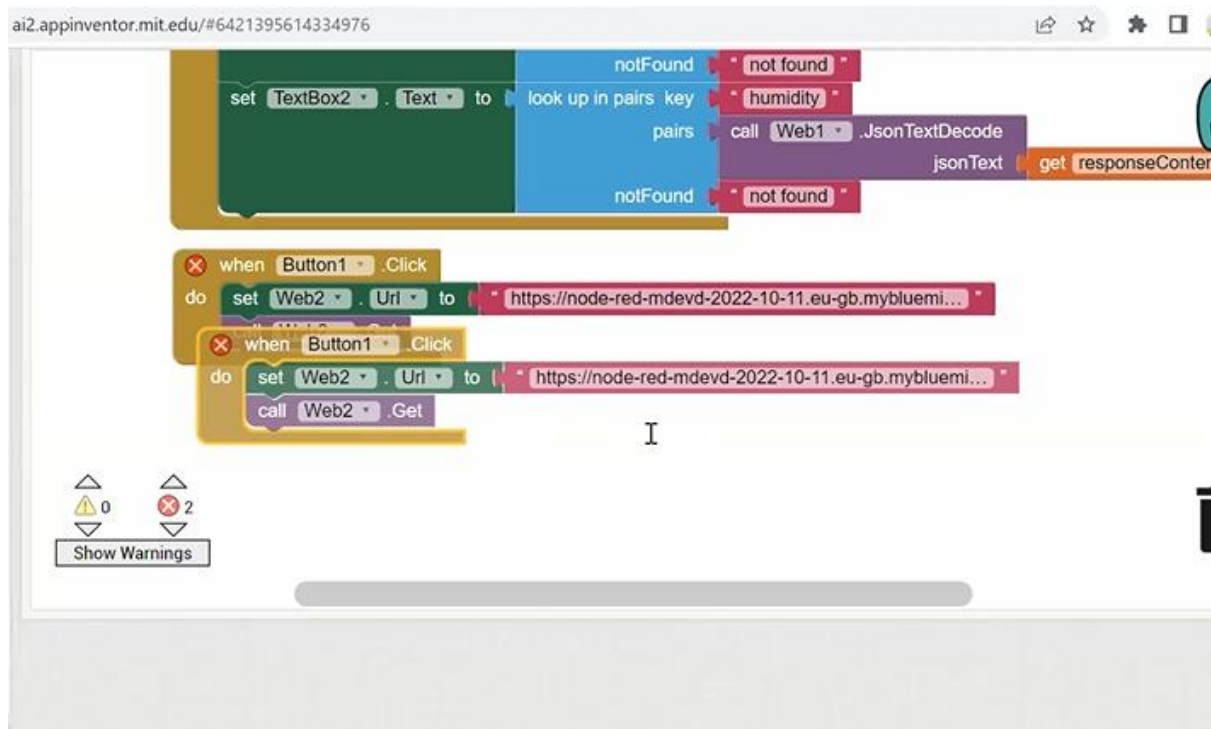 ai2.appinventor.mit.edu/#6421395614334976
notFound " not found "
set TextBox2 . Text to look up in pairs key " humidity "
pairs call Web1 .JsonTextDecode
jsonText get responseConten
notFound " not found "
when Button1 .Click
do set Web2 . Url to " https://node-red-mdevd-2022-10-11.eu-gb.mybluemi... "
when Button1 .Click
do set Web2 . Url to " https://node-red-mdevd-2022-10-11.eu-gb.mybluemi... "
call Web2 .Get
0 2
Show Warnings